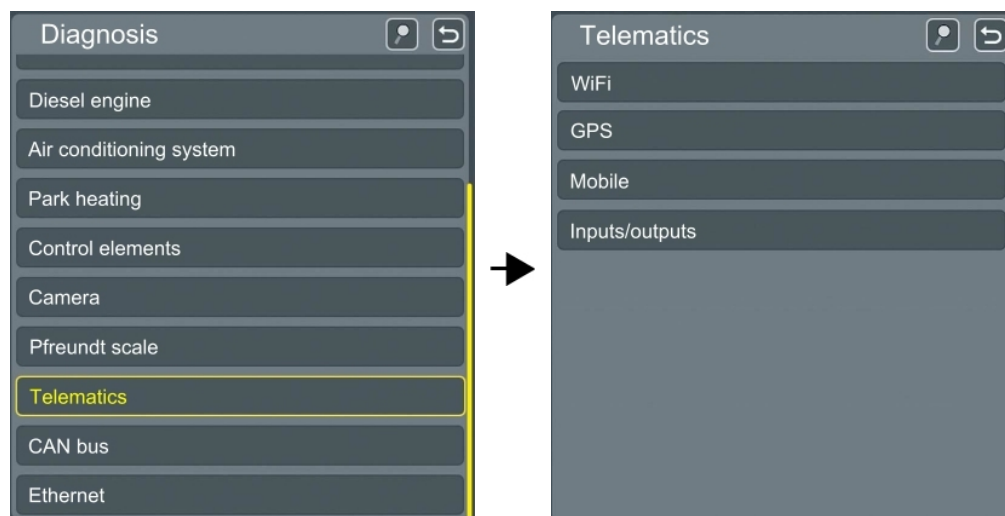 Diagnosis
Diesel engine
Air conditioning system
Park heating
Control elements
Camera
Pfreundt scale
Telematics
CAN bus
Ethernet
Telematics
WiFi
GPS
Mobile
Inputs/outputs